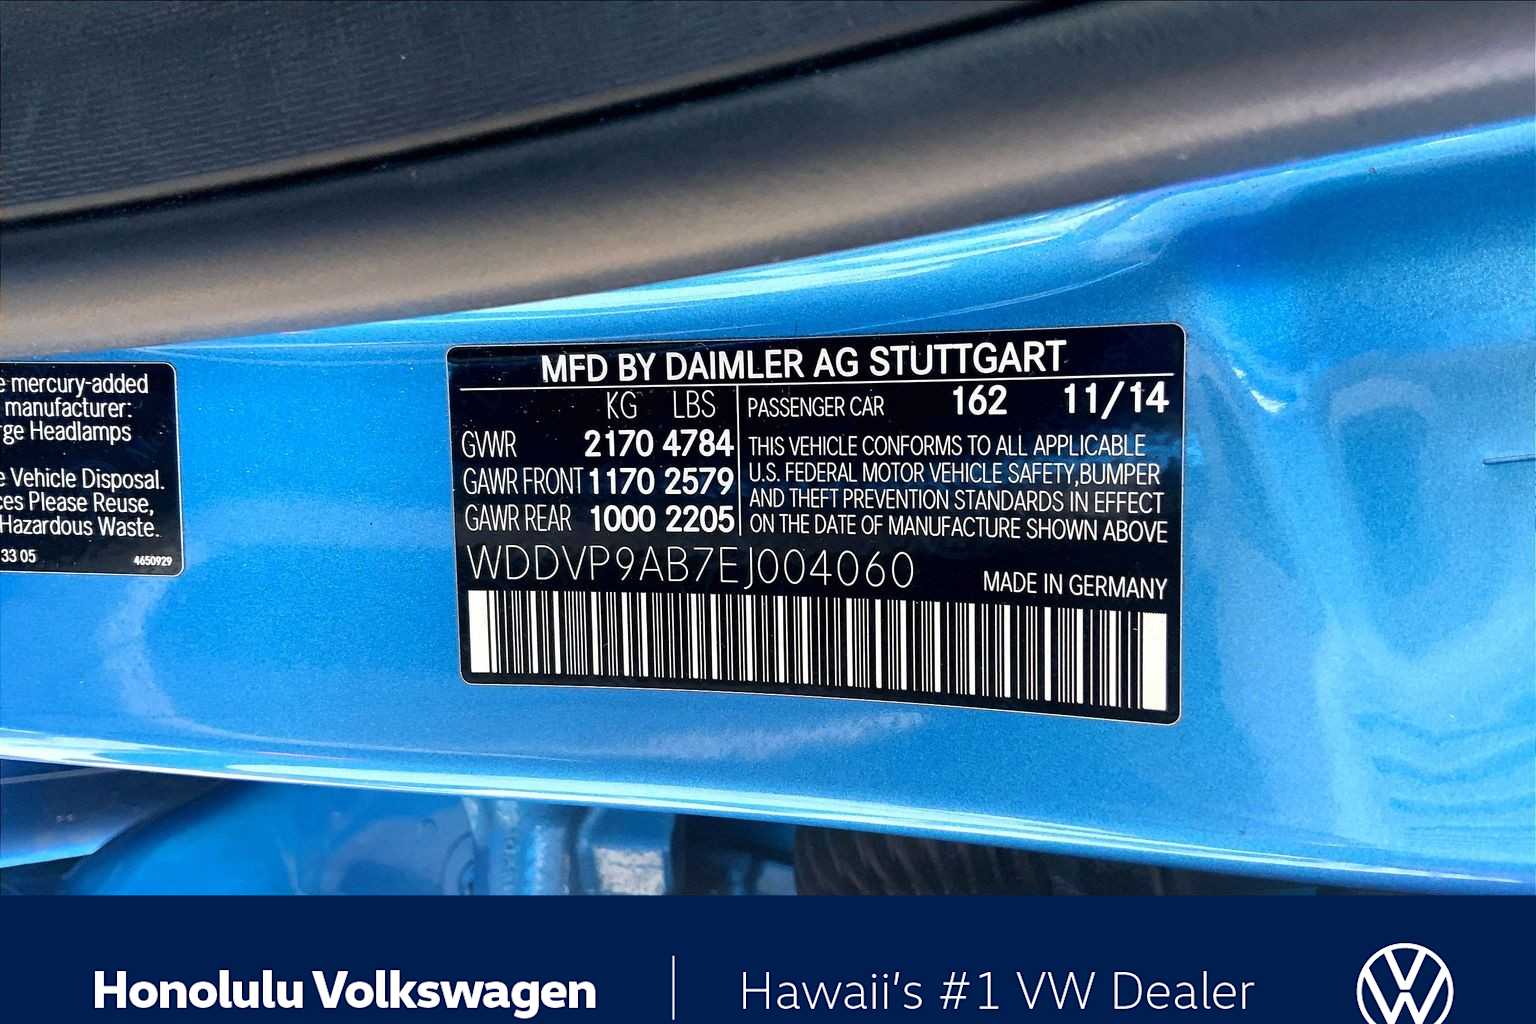 e mercury-added
manufacturer:
rge Headlamps
e Vehicle Disposal.
ces Please Reuse,
Hazardous Waste.
33 05
4650929
MFD BY DAIMLER AG STUTTGART
KG LBS
GVWR 2170 4784
GAWR FRONT 1170 2579
GAWR REAR 1000 2205
PASSENGER CAR 162 11/14
THIS VEHICLE CONFORMS TO ALL APPLICABLE
U.S. FEDERAL MOTOR VEHICLE SAFETY,BUMPER
AND THEFT PREVENTION STANDARDS IN EFFECT
ON THE DATE OF MANUFACTURE SHOWN ABOVE
WDDVP9AB7EJ004060
MADE IN GERMANY
Honolulu Volkswagen
Hawaii's #1 VW Dealer